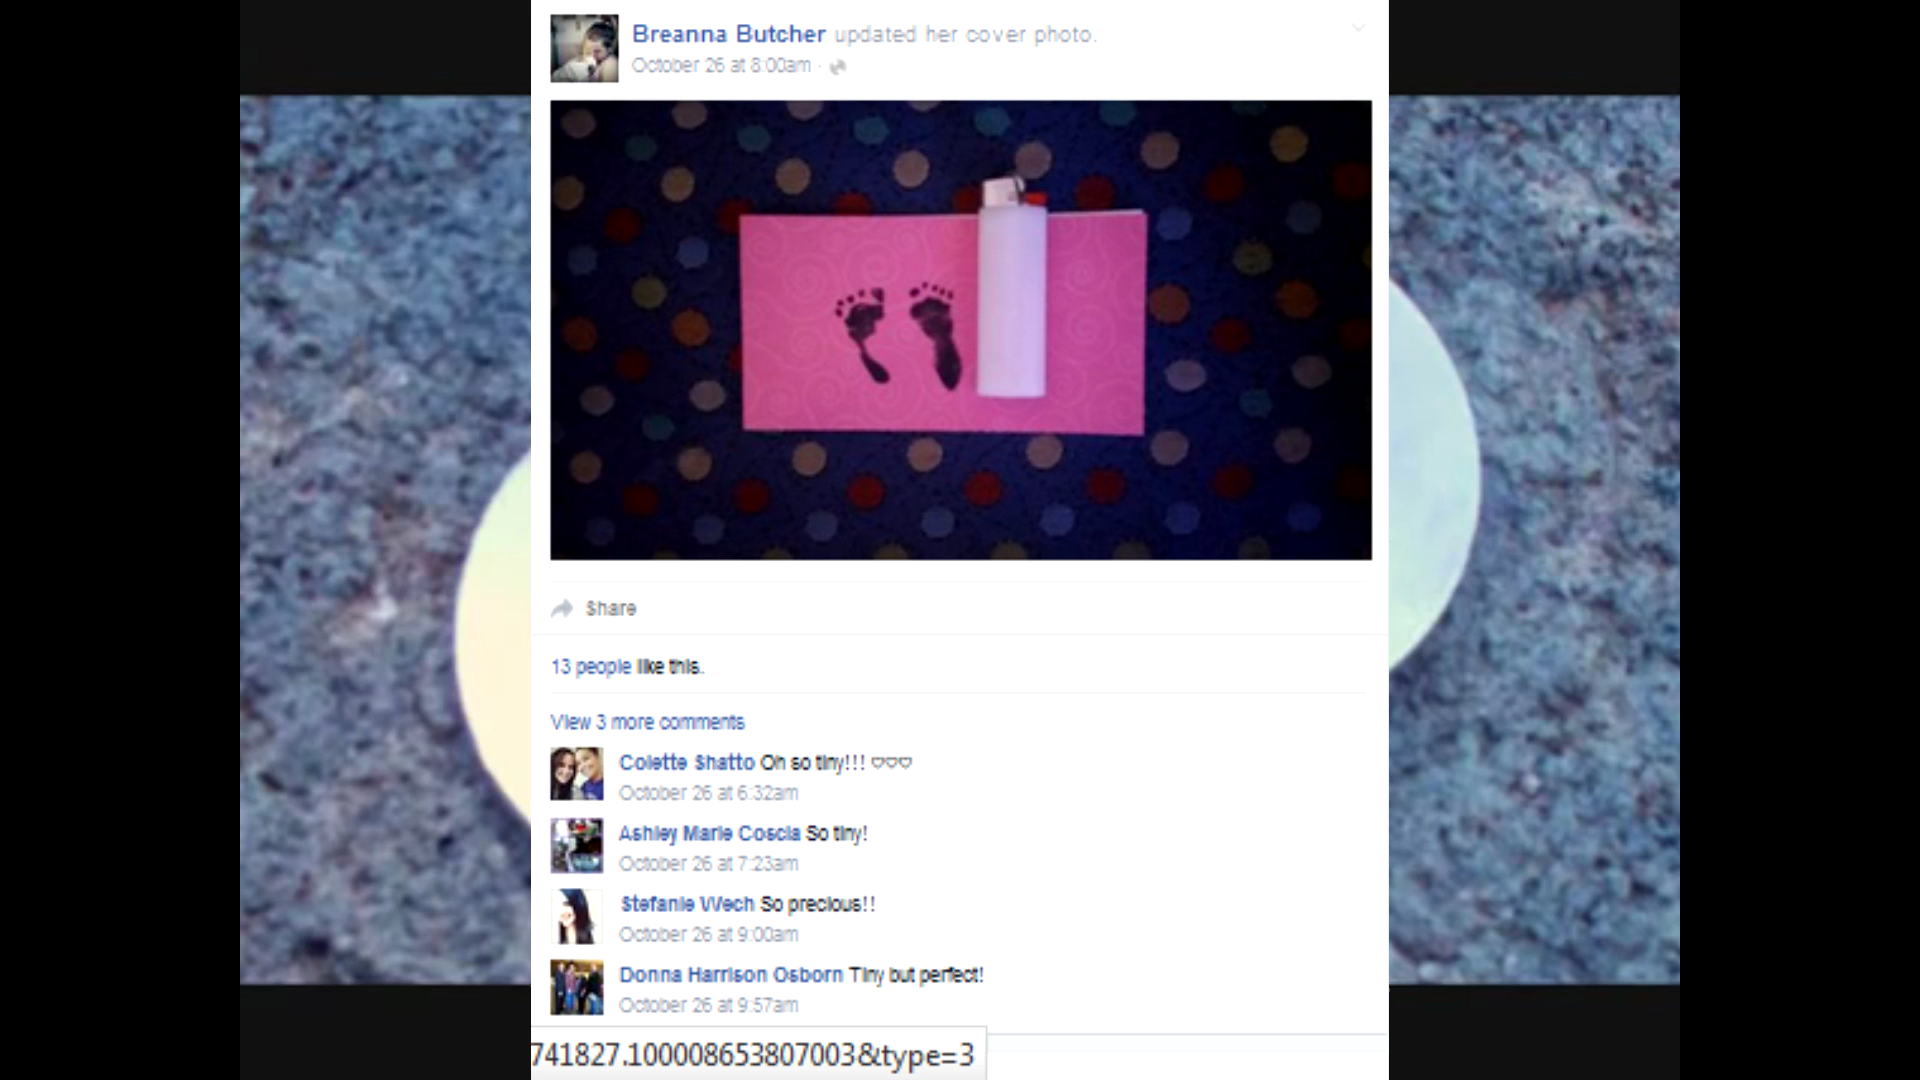 Breanna Butcher updated her cover photo.
October 26 at 8:00am ·
Share
13 people like this.
View 3 more comments
Colette Shatto Oh so tiny!!! ♡♡♡
October 26 at 6:32am
Ashley Marie Coscia So tiny!
October 26 at 7:23am
Stefanie Wech So precious!!
October 26 at 9:00am
Donna Harrison Osborn Tiny but perfect!
October 26 at 9:57am
741827.100008653807003&type=3